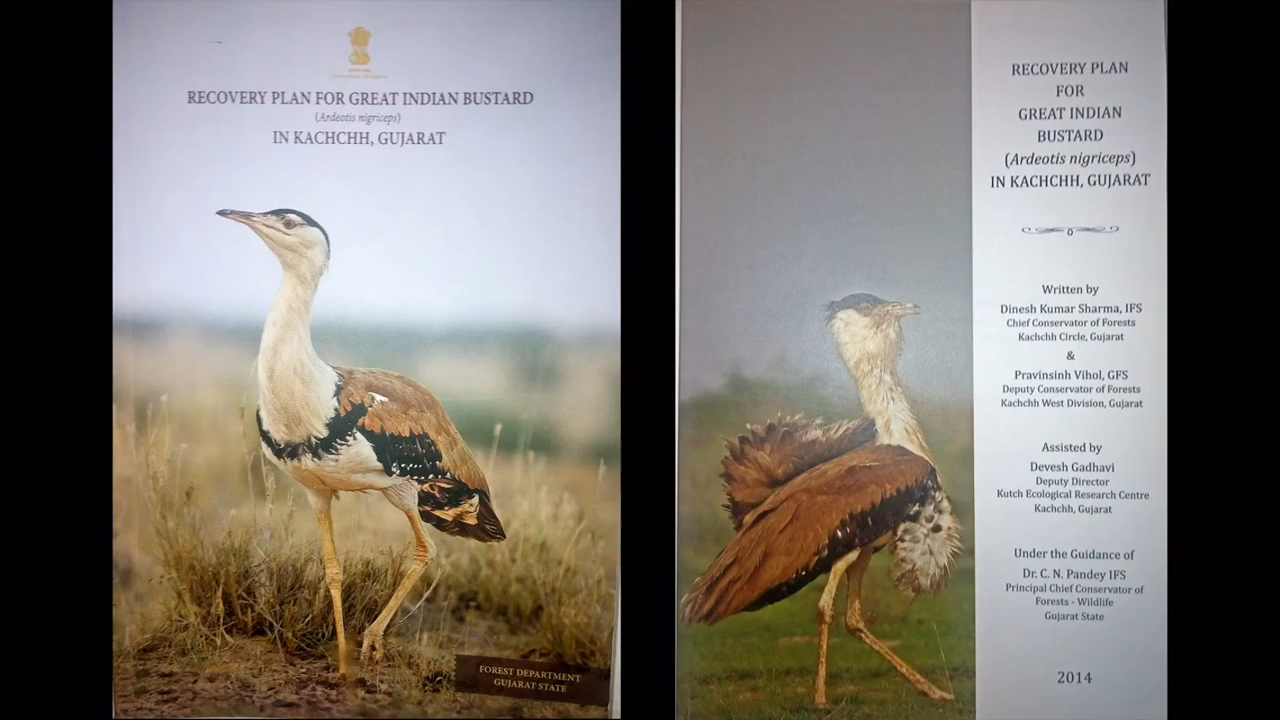 RECOVERY PLAN FOR GREAT INDIAN BUSTARD
(Ardeotis nigriceps)
IN KACHCHH, GUJARAT
FOREST DEPARTMENT
GUJARAT STATE
RECOVERY PLAN
FOR
GREAT INDIAN
BUSTARD
(Ardeotis nigriceps)
IN KACHCHH, GUJARAT
Written by
Dinesh Kumar Sharma, IFS
Chief Conservator of Forests
Kachchh Circle, Gujarat
&
Pravinsinh Vihol, GFS
Deputy Conservator of Forests
Kachchh West Division, Gujarat
Assisted by
Devesh Gadhavi
Deputy Director
Kutch Ecological Research Centre
Kachchh, Gujarat
Under the Guidance of
Dr. C. N. Pandey IFS
Principal Chief Conservator of
Forests - Wildlife
Gujarat State
2014